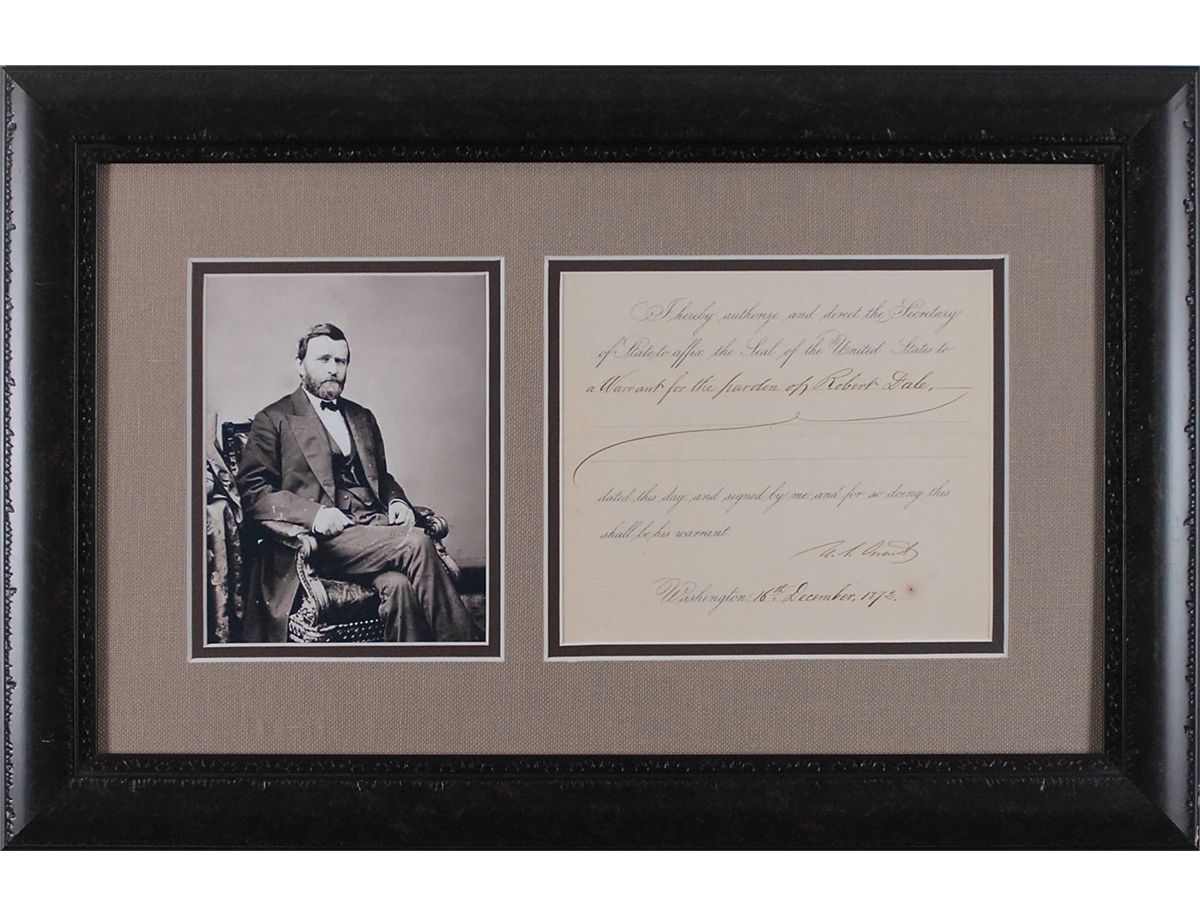 I hereby authorize and direct the Secretary
of State to affix the Seal of the United States to
a Warrant for the pardon of Robert Dale.
dated this day, and signed by me and for so doing this
shall be his warrant.
U. S. Grant
Washington, 16th December, 1872.